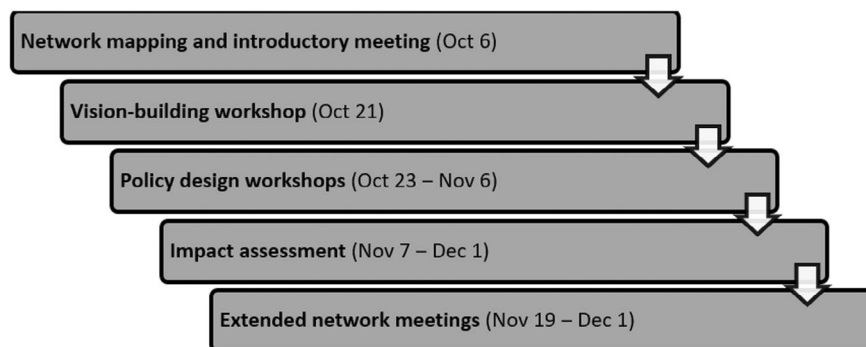 Network mapping and introductory meeting (Oct 6)
Vision-building workshop (Oct 21)
Policy design workshops (Oct 23 – Nov 6)
Impact assessment (Nov 7 – Dec 1)
Extended network meetings (Nov 19 – Dec 1)